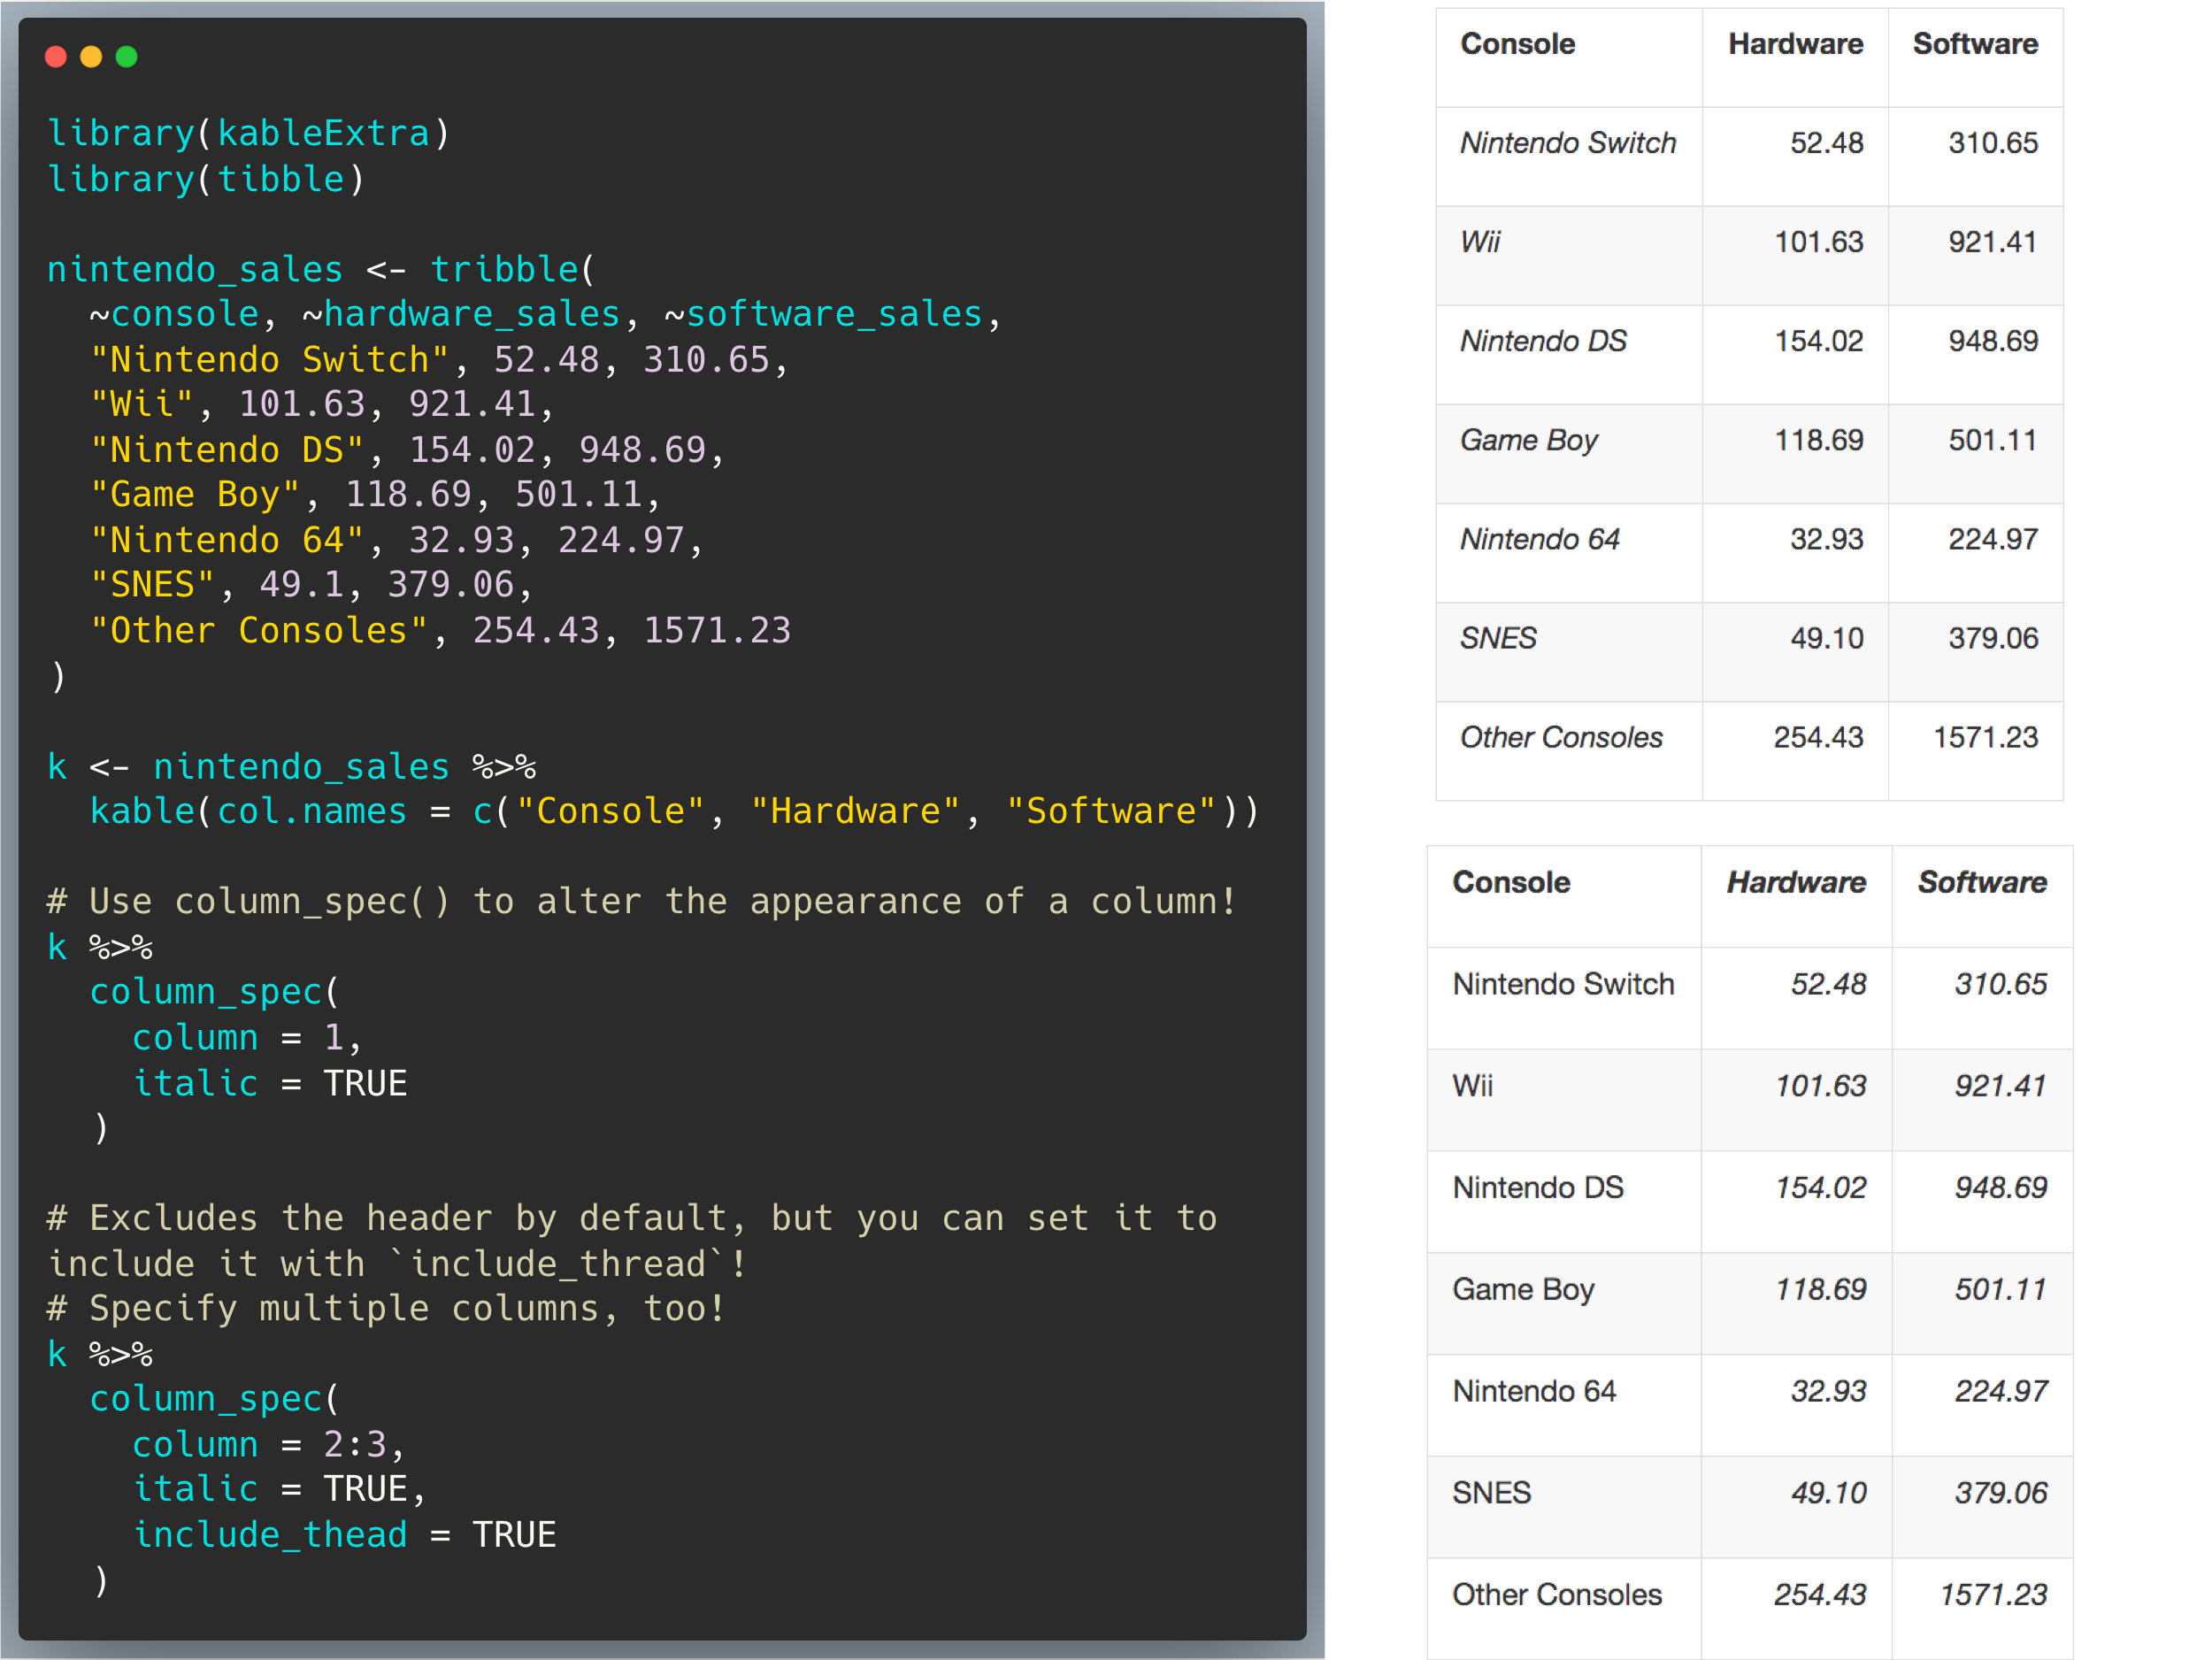 library(kableExtra)
library(tibble)
nintendo_sales <- tribble(
  ~console, ~hardware_sales, ~software_sales,
  "Nintendo Switch", 52.48, 310.65,
  "Wii", 101.63, 921.41,
  "Nintendo DS", 154.02, 948.69,
  "Game Boy", 118.69, 501.11,
  "Nintendo 64", 32.93, 224.97,
  "SNES", 49.1, 379.06,
  "Other Consoles", 254.43, 1571.23
)
k <- nintendo_sales %>%
  kable(col.names = c("Console", "Hardware", "Software"))
# Use column_spec() to alter the appearance of a column!
k %>%
  column_spec(
    column = 1,
    italic = TRUE
  )
# Excludes the header by default, but you can set it to
include it with `include_thread`!
# Specify multiple columns, too!
k %>%
  column_spec(
    column = 2:3,
    italic = TRUE,
    include_thead = TRUE
  )
Console Hardware Software
Nintendo Switch 52.48 310.65
Wii 101.63 921.41
Nintendo DS 154.02 948.69
Game Boy 118.69 501.11
Nintendo 64 32.93 224.97
SNES 49.10 379.06
Other Consoles 254.43 1571.23
Console Hardware Software
Nintendo Switch 52.48 310.65
Wii 101.63 921.41
Nintendo DS 154.02 948.69
Game Boy 118.69 501.11
Nintendo 64 32.93 224.97
SNES 49.10 379.06
Other Consoles 254.43 1571.23